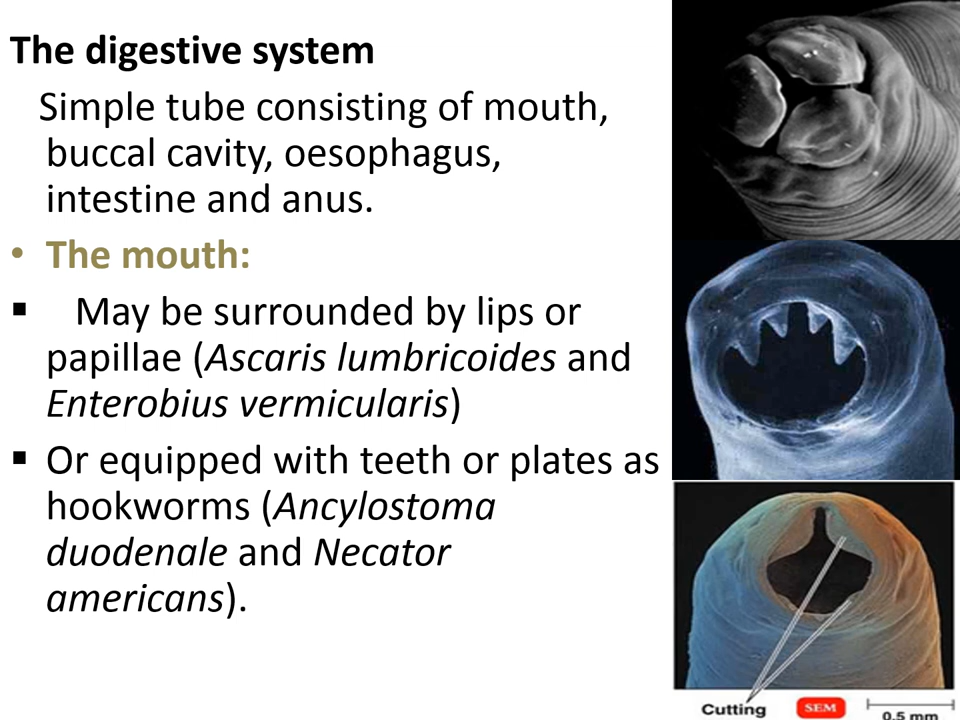 The digestive system
Simple tube consisting of mouth,
buccal cavity, oesophagus,
intestine and anus.
• The mouth:
▪ May be surrounded by lips or
papillae (Ascaris lumbricoides and
Enterobius vermicularis)
▪ Or equipped with teeth or plates as
hookworms (Ancylostoma
duodenale and Necator
americans).
Cutting
SEM
0.5 mm